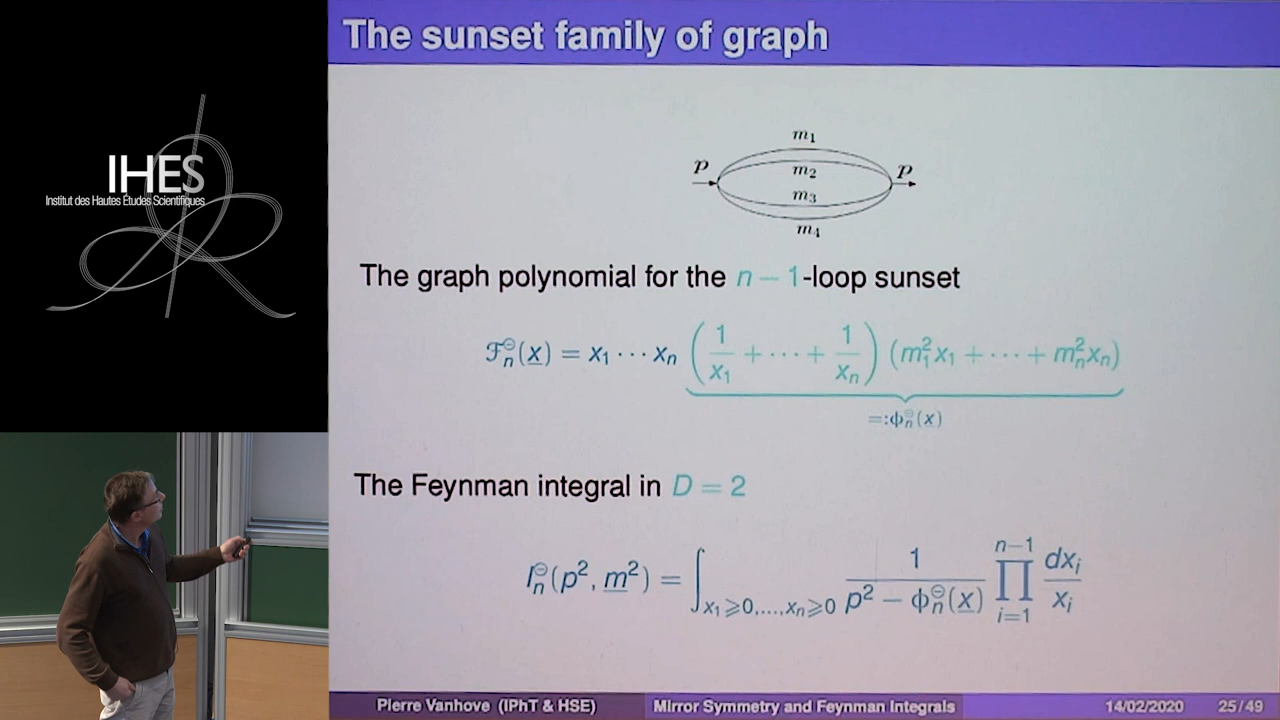 IHES
Institut des Hautes Études Scientifiques
The sunset family of graph
m₁
p p
m₂
m₃
m₄
The graph polynomial for the n − 1-loop sunset
ℱₙ^⊖(x) = x₁ ⋯ xₙ (1/x₁ + ⋯ + 1/xₙ) (m₁²x₁ + ⋯ + mₙ²xₙ)
=:ϕₙ^⊖(x)
The Feynman integral in D = 2
Iₙ^⊖(p², m²) = ∫_{x₁⩾0,…,xₙ⩾0} 1/(p² − ϕₙ^⊖(x)) ∏_{i=1}^{n−1} dxᵢ/xᵢ
Pierre Vanhove (IPhT & HSE) Mirror Symmetry and Feynman Integrals 14/02/2020 25/49